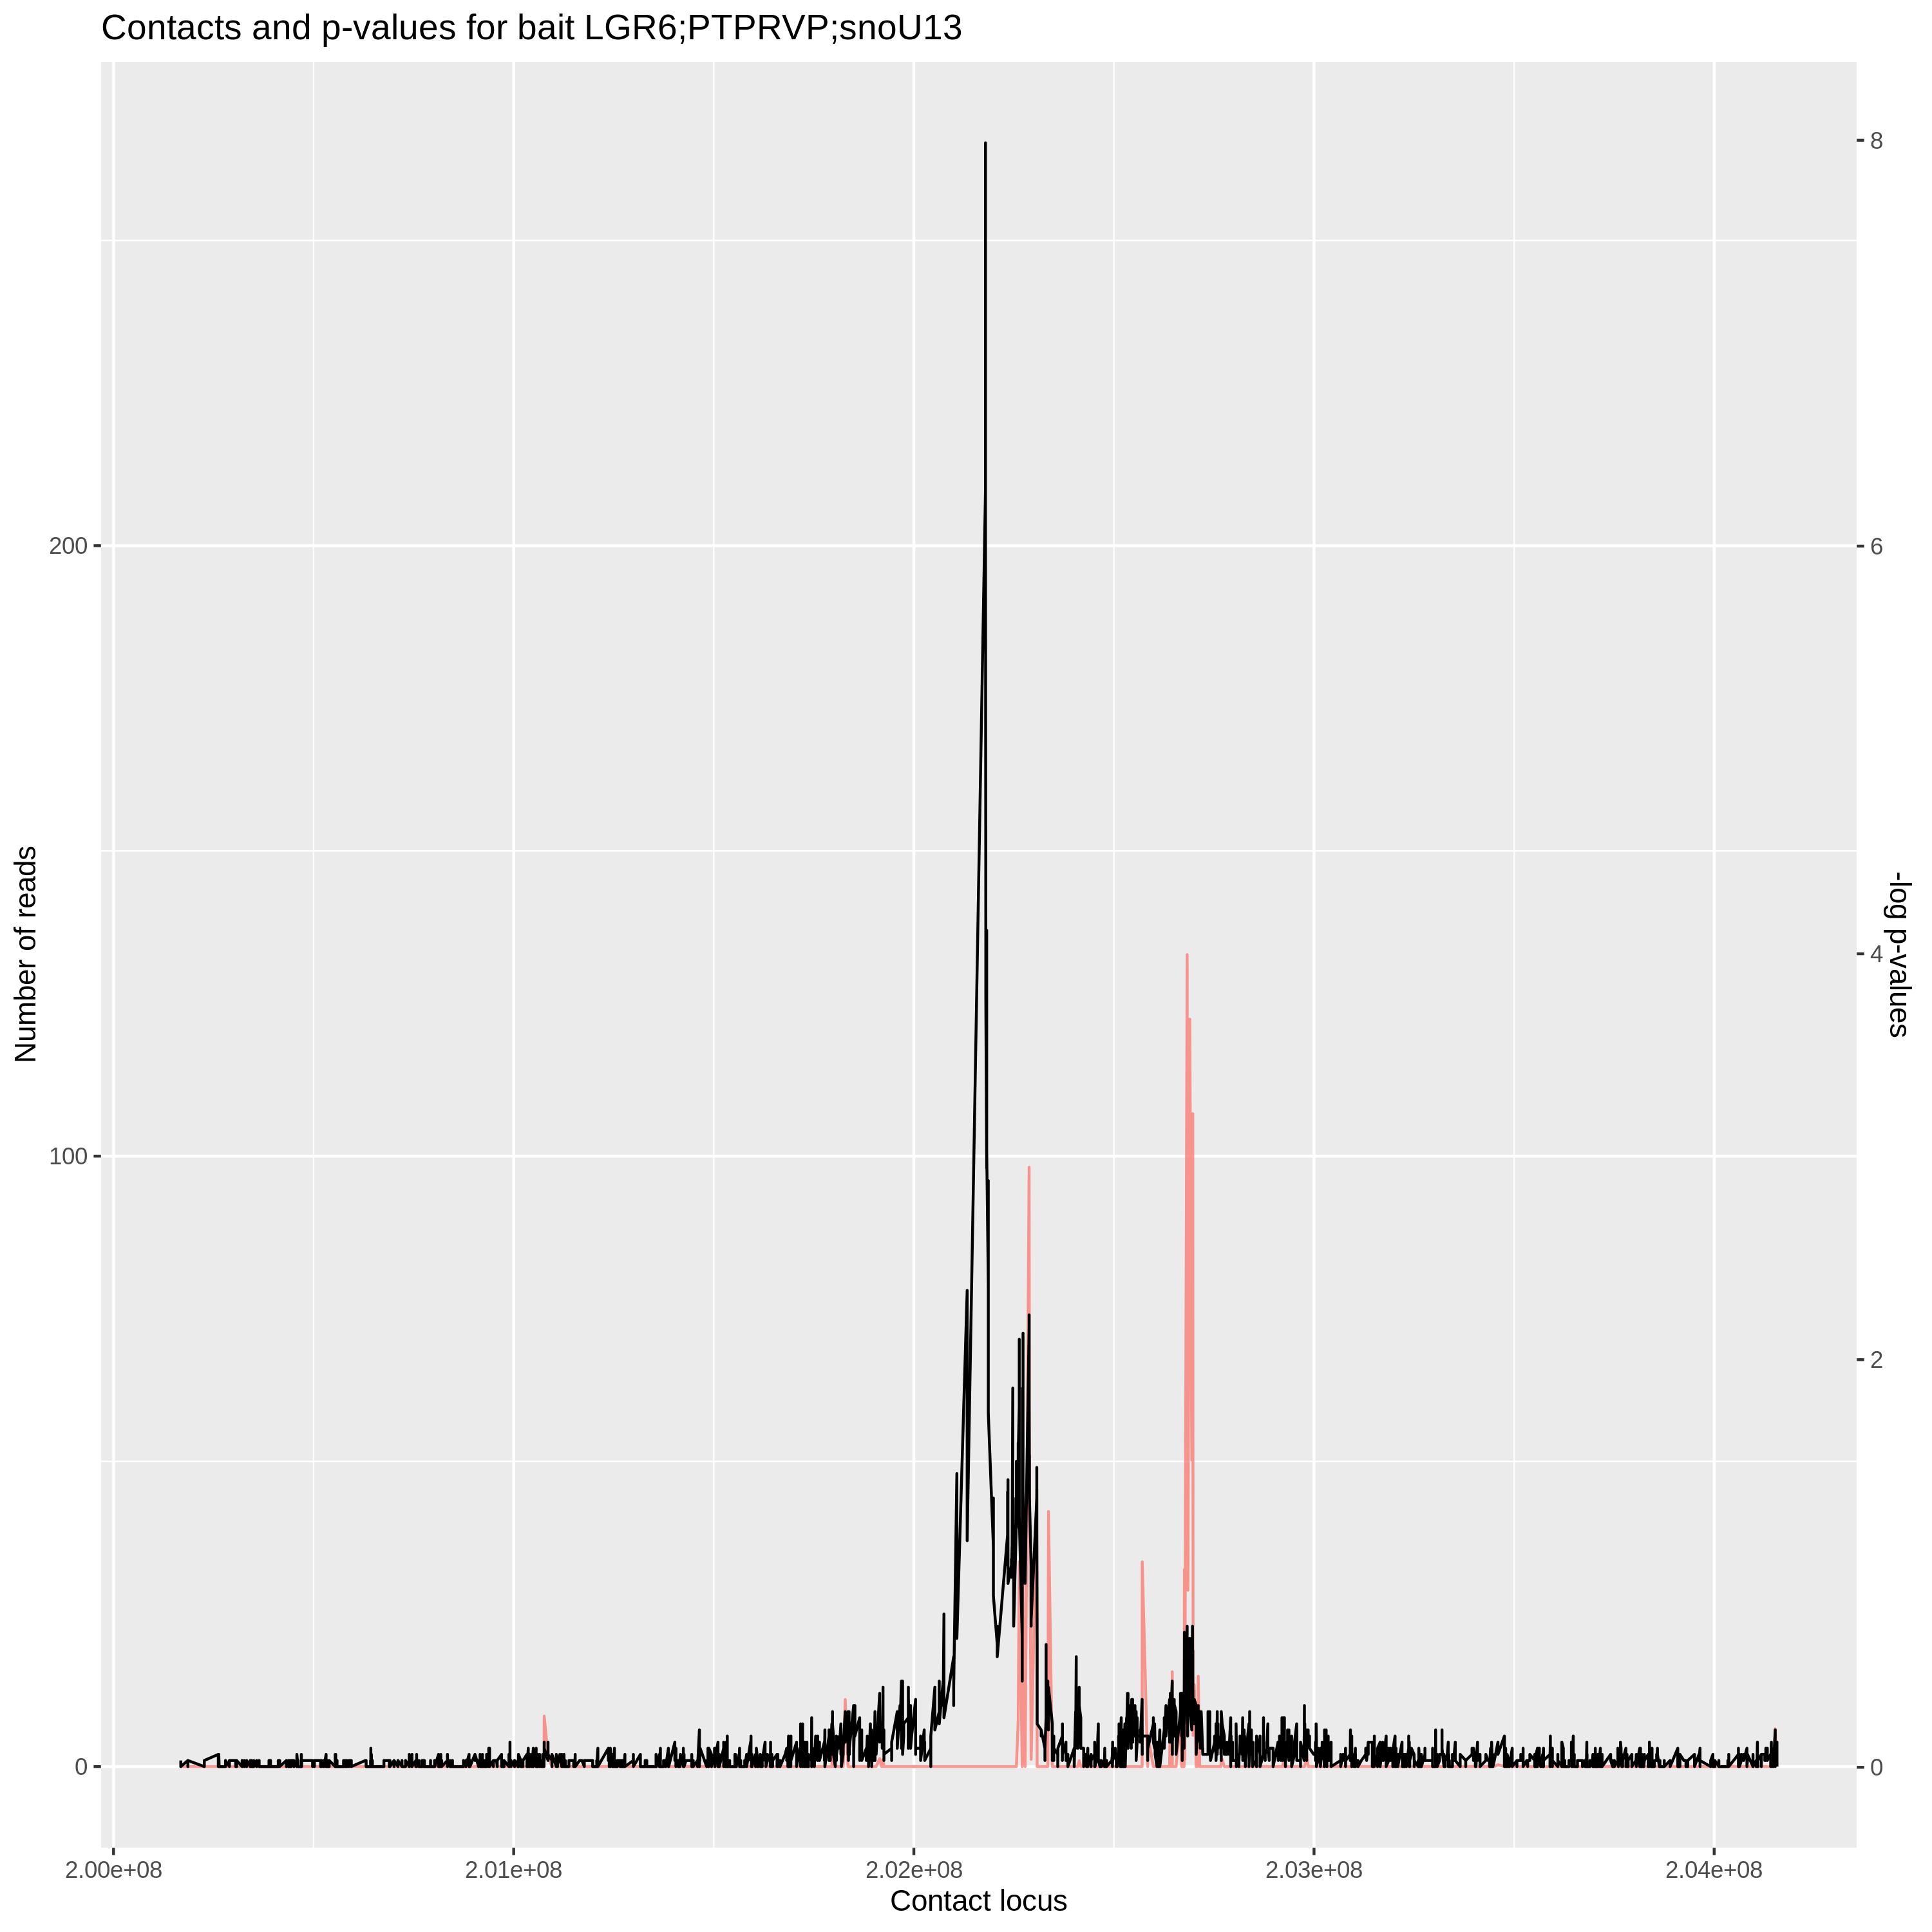 Contacts and p-values for bait LGR6;PTPRVP;snoU13
8
200
6
Number of reads
-log p-values
4
100
2
0
0
2.00e+08
2.01e+08
2.02e+08
2.03e+08
2.04e+08
Contact locus